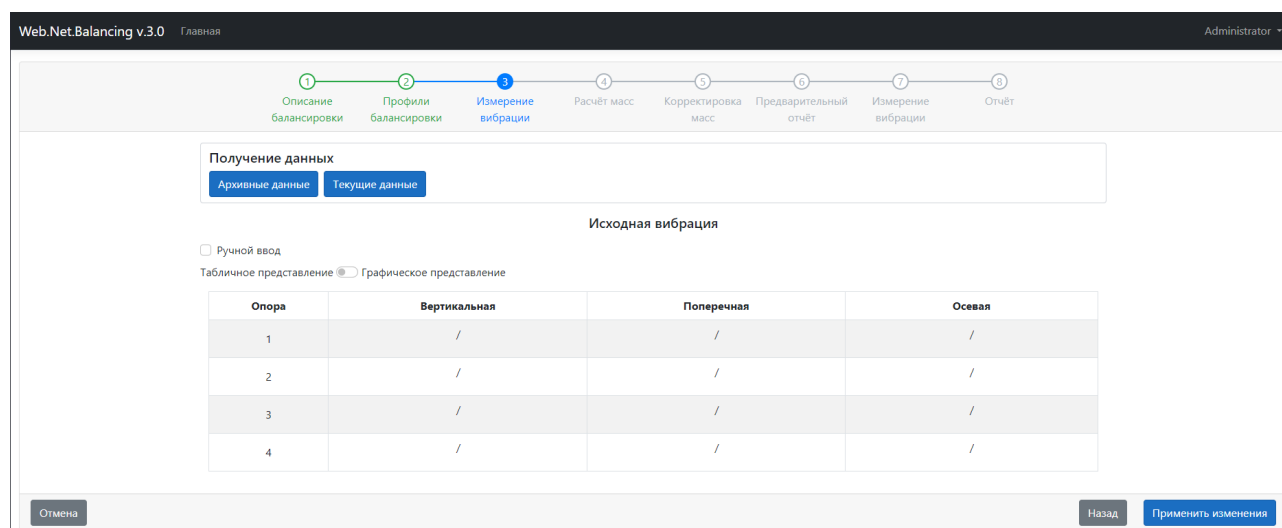 Web.Net.Balancing v.3.0 Главная Administrator
1 2 3 4 5 6 7 8
Описание Профили Измерение Расчёт масс Корректировка Предварительный Измерение Отчёт
балансировки балансировки вибрации масс отчёт вибрации
Получение данных
Архивные данные Текущие данные
Исходная вибрация
Ручной ввод
Табличное представление Графическое представление
Опора Вертикальная Поперечная Осевая
1 / / /
2 / / /
3 / / /
4 / / /
Отмена Назад Применить изменения